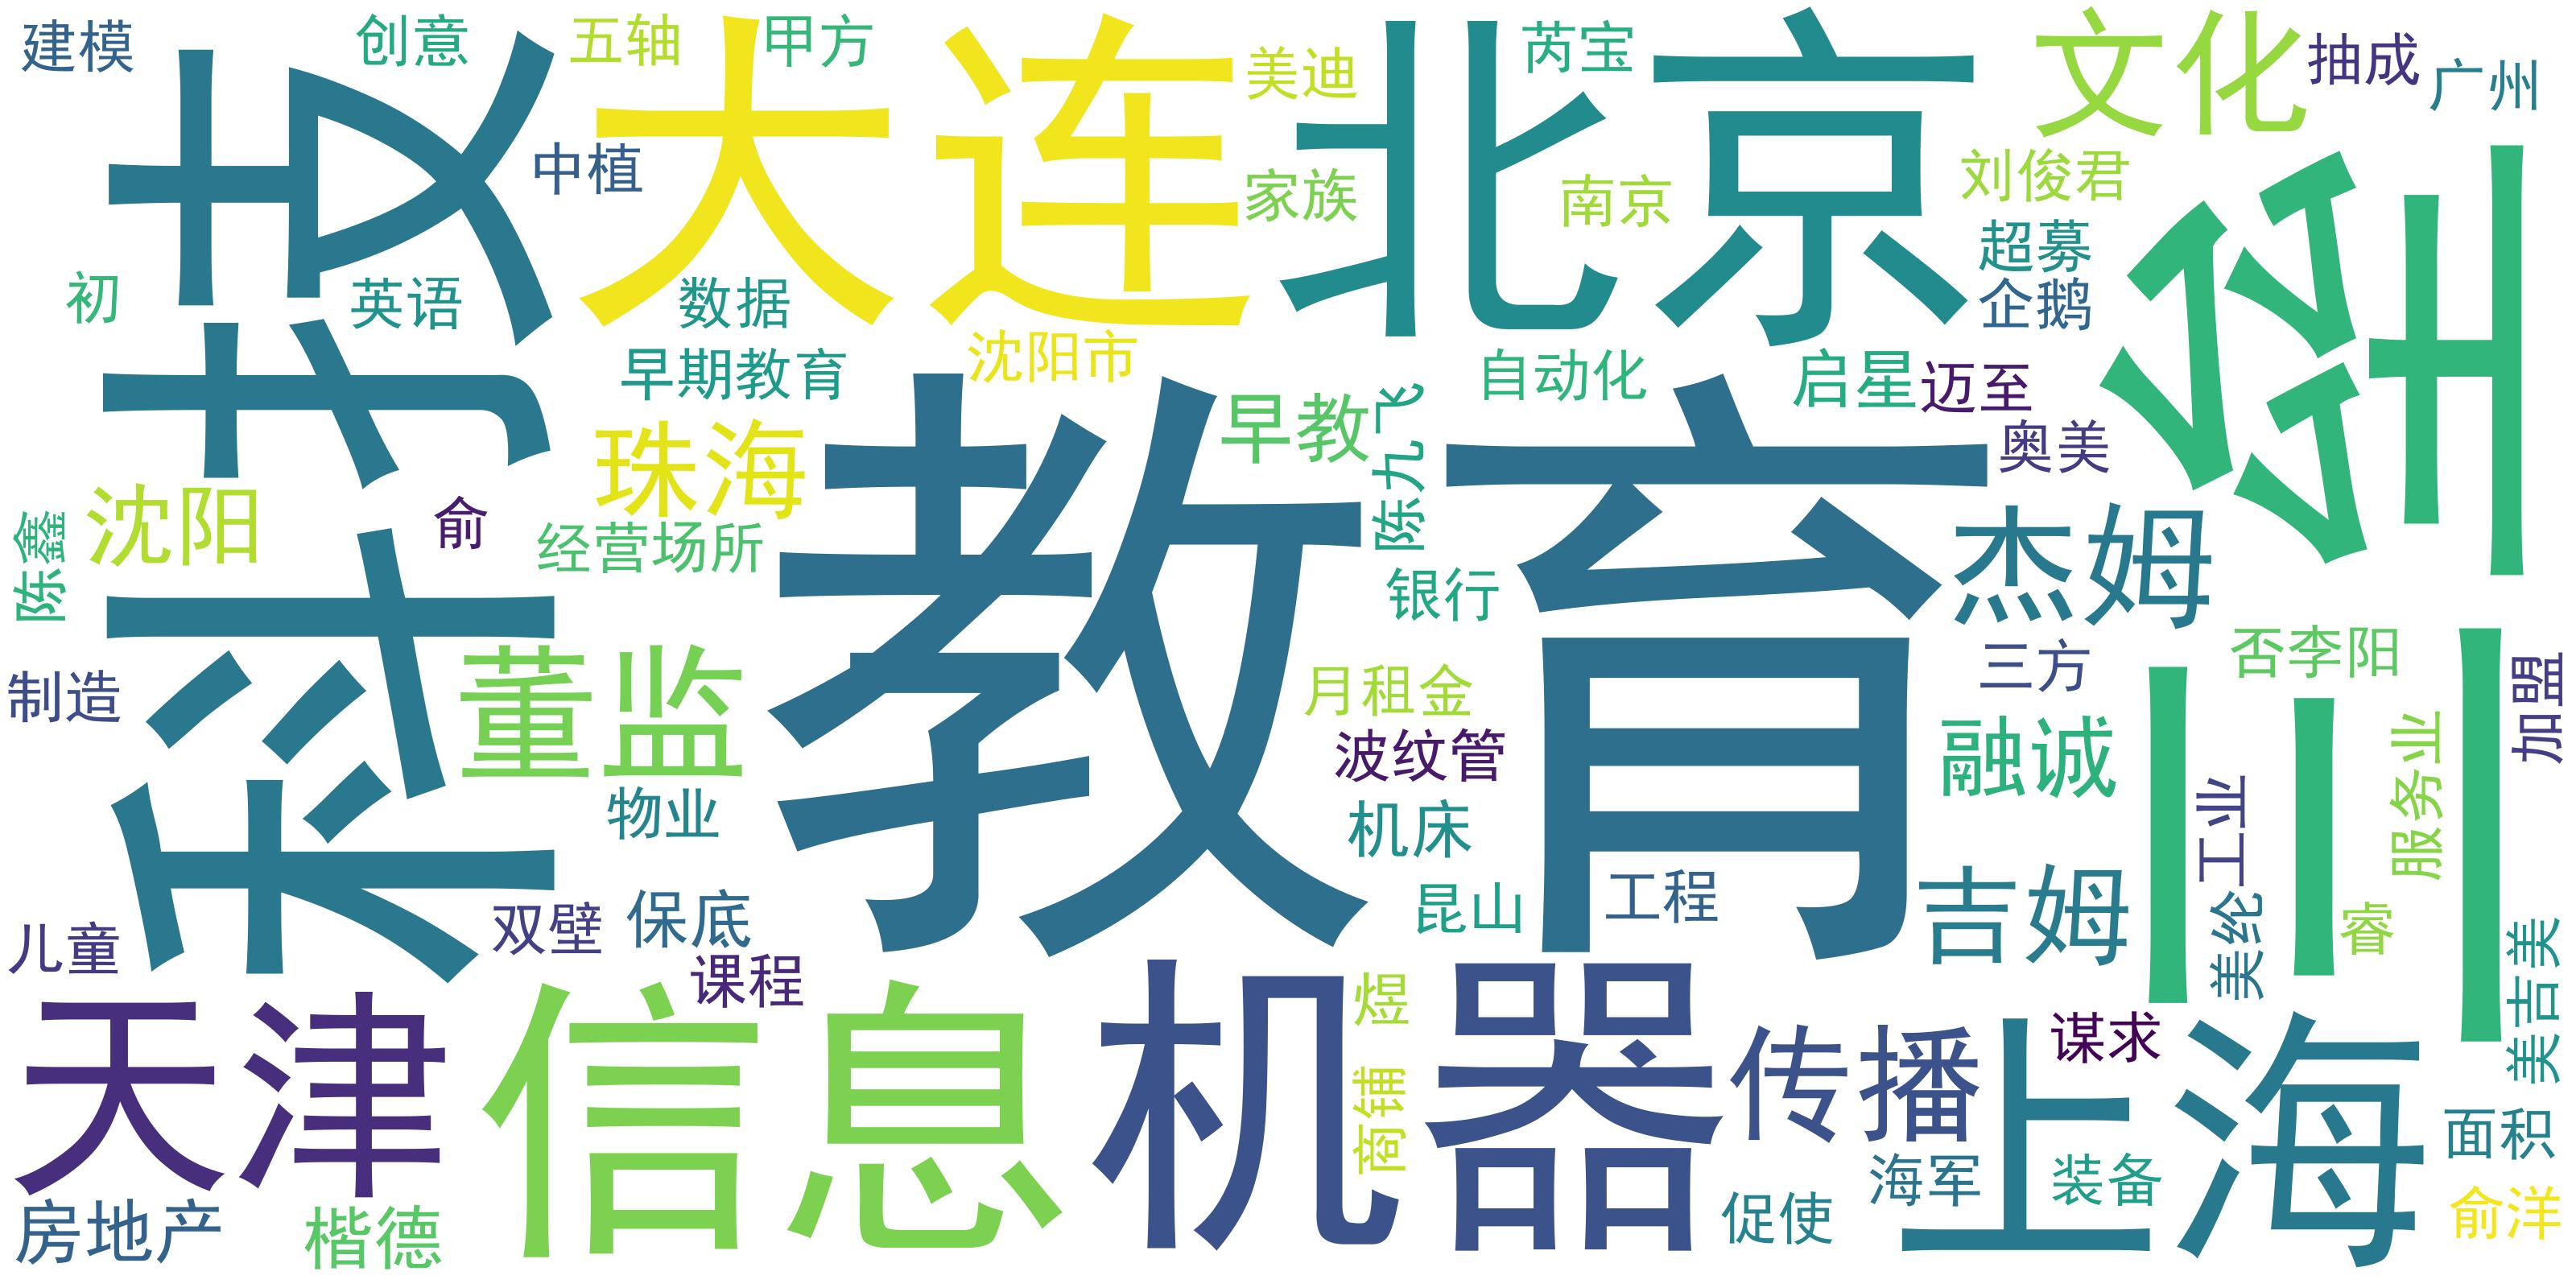 建模
创意
五轴
甲方
大连
北京
美迪
芮宝
文化
抽成
广州
科技
中植
家族
南京
刘俊君
三垒
超募
企鹅
初
英语
数据
沈阳市
早期教育
自动化
启星
迈至
早教
陈九飞
教育
奥美
珠海
沈阳
俞
经营场所
陈鑫
银行
杰姆
三方
否李阳
加盟
制造
董监
月租金
波纹管
融诚
服务业
工业
物业
机床
吉姆
美纶
睿
儿童
双壁
保底
昆山
工程
课程
美吉美
天津
信息
机器
煜
商铺
传播
谋求
上海
面积
海军
装备
促使
俞洋
房地产
楷德